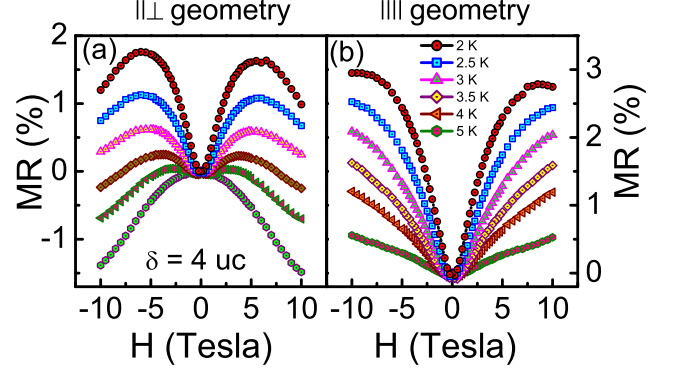 ||⊥ geometry
|||| geometry
(a)
(b)
2 K
2.5 K
3 K
3.5 K
4 K
5 K
MR (%)
2
1
0
-1
δ = 4 uc
3
2
1
0
MR (%)
-10 -5 0 5 10
-10 -5 0 5 10
H (Tesla)
H (Tesla)